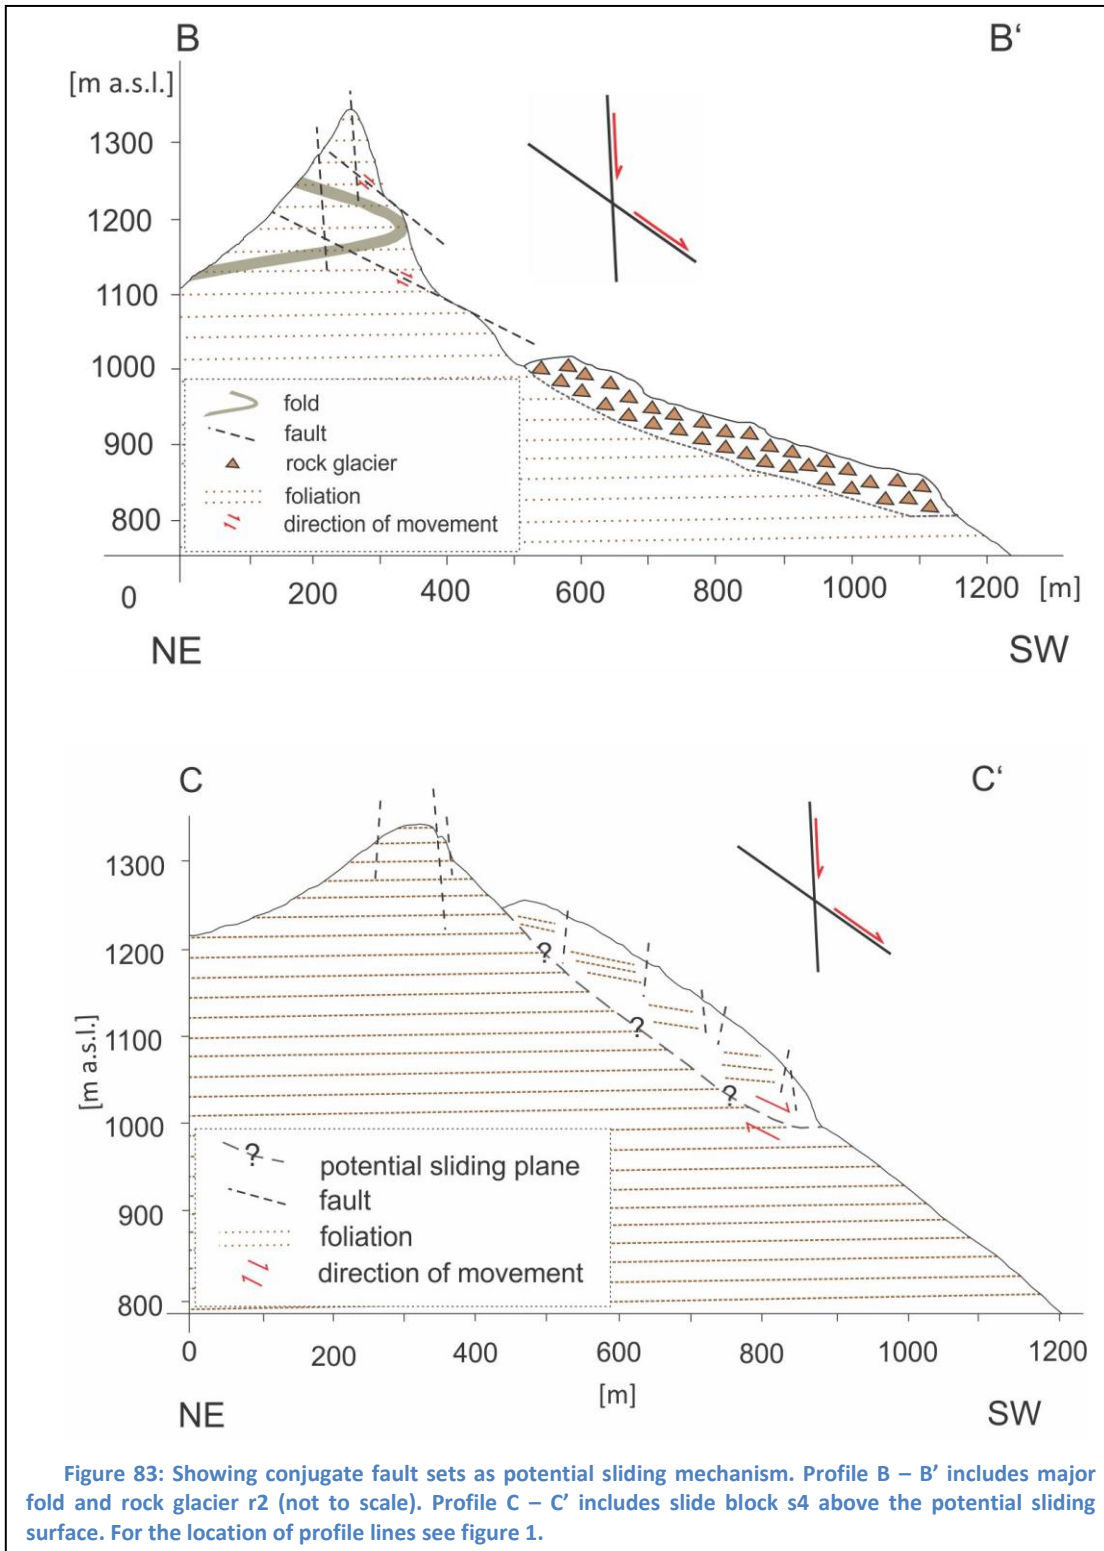 B B‘
[m a.s.l.]
1300
1200
1100
1000
900
800
fold
fault
rock glacier
foliation
direction of movement
0 200 400 600 800 1000 1200 [m]
NE SW
C C‘
1300
1200
1100
1000
900
800
[m a.s.l.]
?
?
?
? potential sliding plane
fault
foliation
direction of movement
0 200 400 600 800 1000 1200
[m]
NE SW
Figure 83: Showing conjugate fault sets as potential sliding mechanism. Profile B – B’ includes major
fold and rock glacier r2 (not to scale). Profile C – C’ includes slide block s4 above the potential sliding
surface. For the location of profile lines see figure 1.